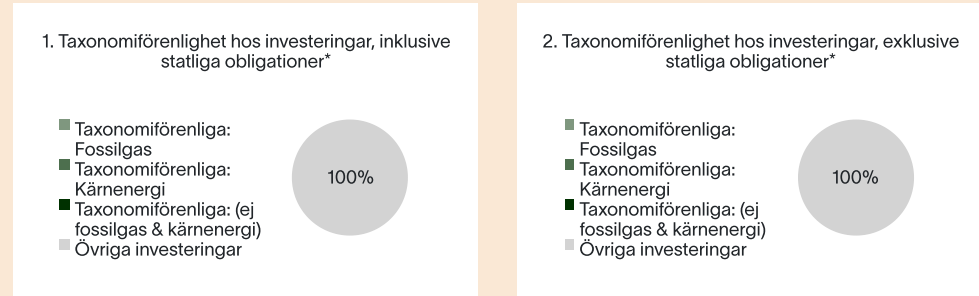 1. Taxonomiförenlighet hos investeringar, inklusive
statliga obligationer*
Taxonomiförenliga:
Fossilgas
Taxonomiförenliga:
Kärnenergi
Taxonomiförenliga: (ej
fossilgas & kärnenergi)
Övriga investeringar
100%
2. Taxonomiförenlighet hos investeringar, exklusive
statliga obligationer*
Taxonomiförenliga:
Fossilgas
Taxonomiförenliga:
Kärnenergi
Taxonomiförenliga: (ej
fossilgas & kärnenergi)
Övriga investeringar
100%